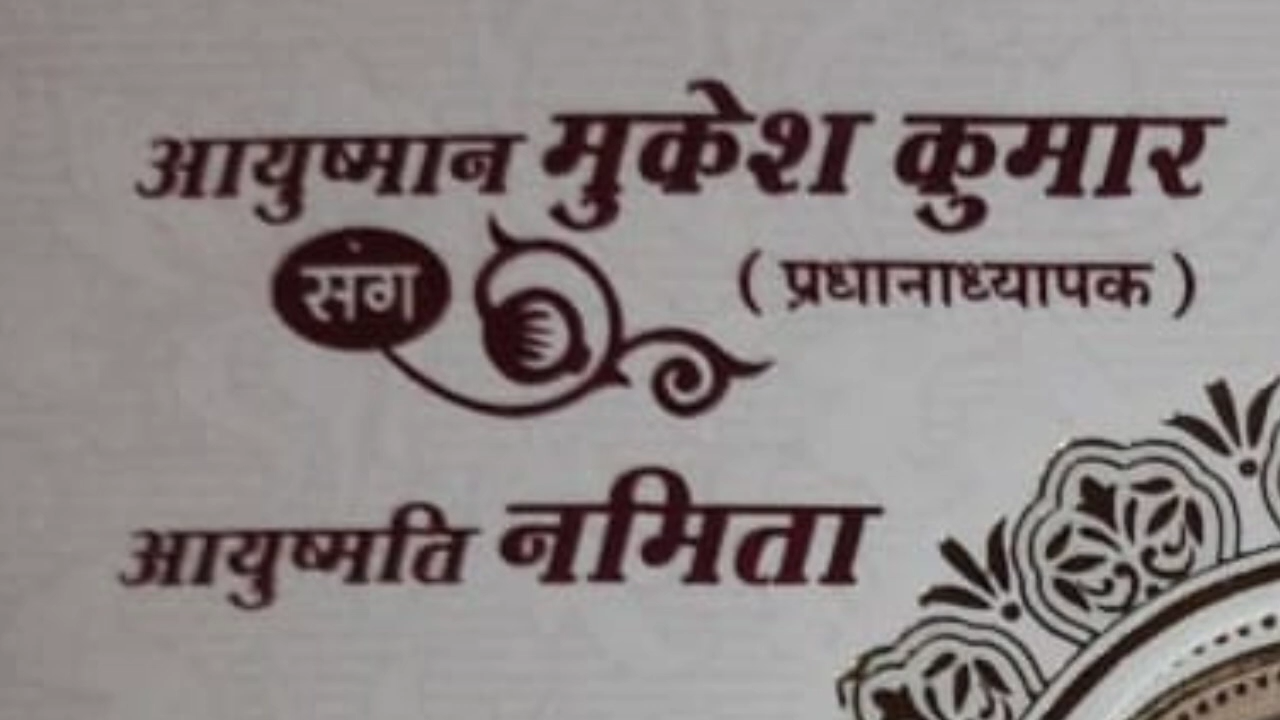 आयुष्मान मुकेश कुमार
संग
( प्रधानाध्यापक )
आयुष्मति नमिता